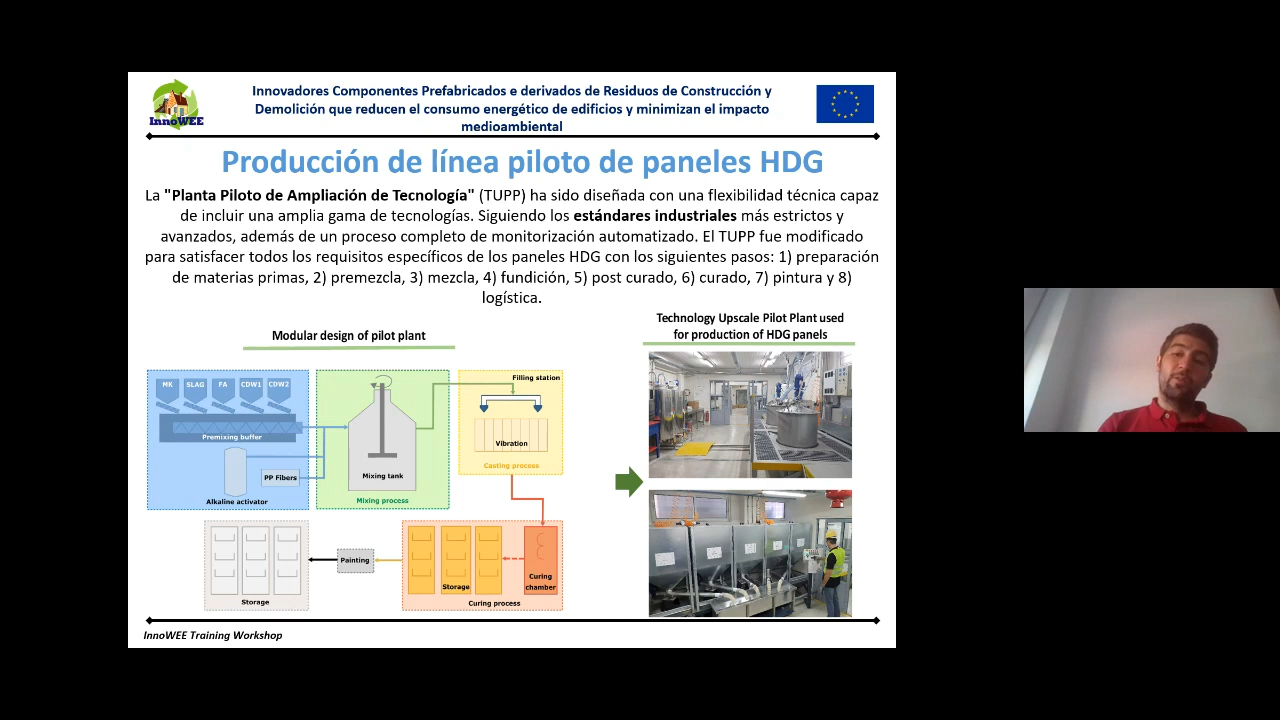 InnoWEE
Innovadores Componentes Prefabricados e derivados de Residuos de Construcción y
Demolición que reducen el consumo energético de edificios y minimizan el impacto
medioambiental
Producción de línea piloto de paneles HDG
La "Planta Piloto de Ampliación de Tecnología" (TUPP) ha sido diseñada con una flexibilidad técnica capaz
de incluir una amplia gama de tecnologías. Siguiendo los estándares industriales más estrictos y
avanzados, además de un proceso completo de monitorización automatizado. El TUPP fue modificado
para satisfacer todos los requisitos específicos de los paneles HDG con los siguientes pasos: 1) preparación
de materias primas, 2) premezcla, 3) mezcla, 4) fundición, 5) post curado, 6) curado, 7) pintura y 8)
logística.
Modular design of pilot plant
Technology Upscale Pilot Plant used
for production of HDG panels
MK
SLAG
FA
CDW1
CDW2
Premixing buffer
PP Fibers
Alkaline activator
Mixing tank
Mixing process
Filling station
Vibration
Casting process
Storage
Painting
Storage
Curing
chamber
Curing process
InnoWEE Training Workshop